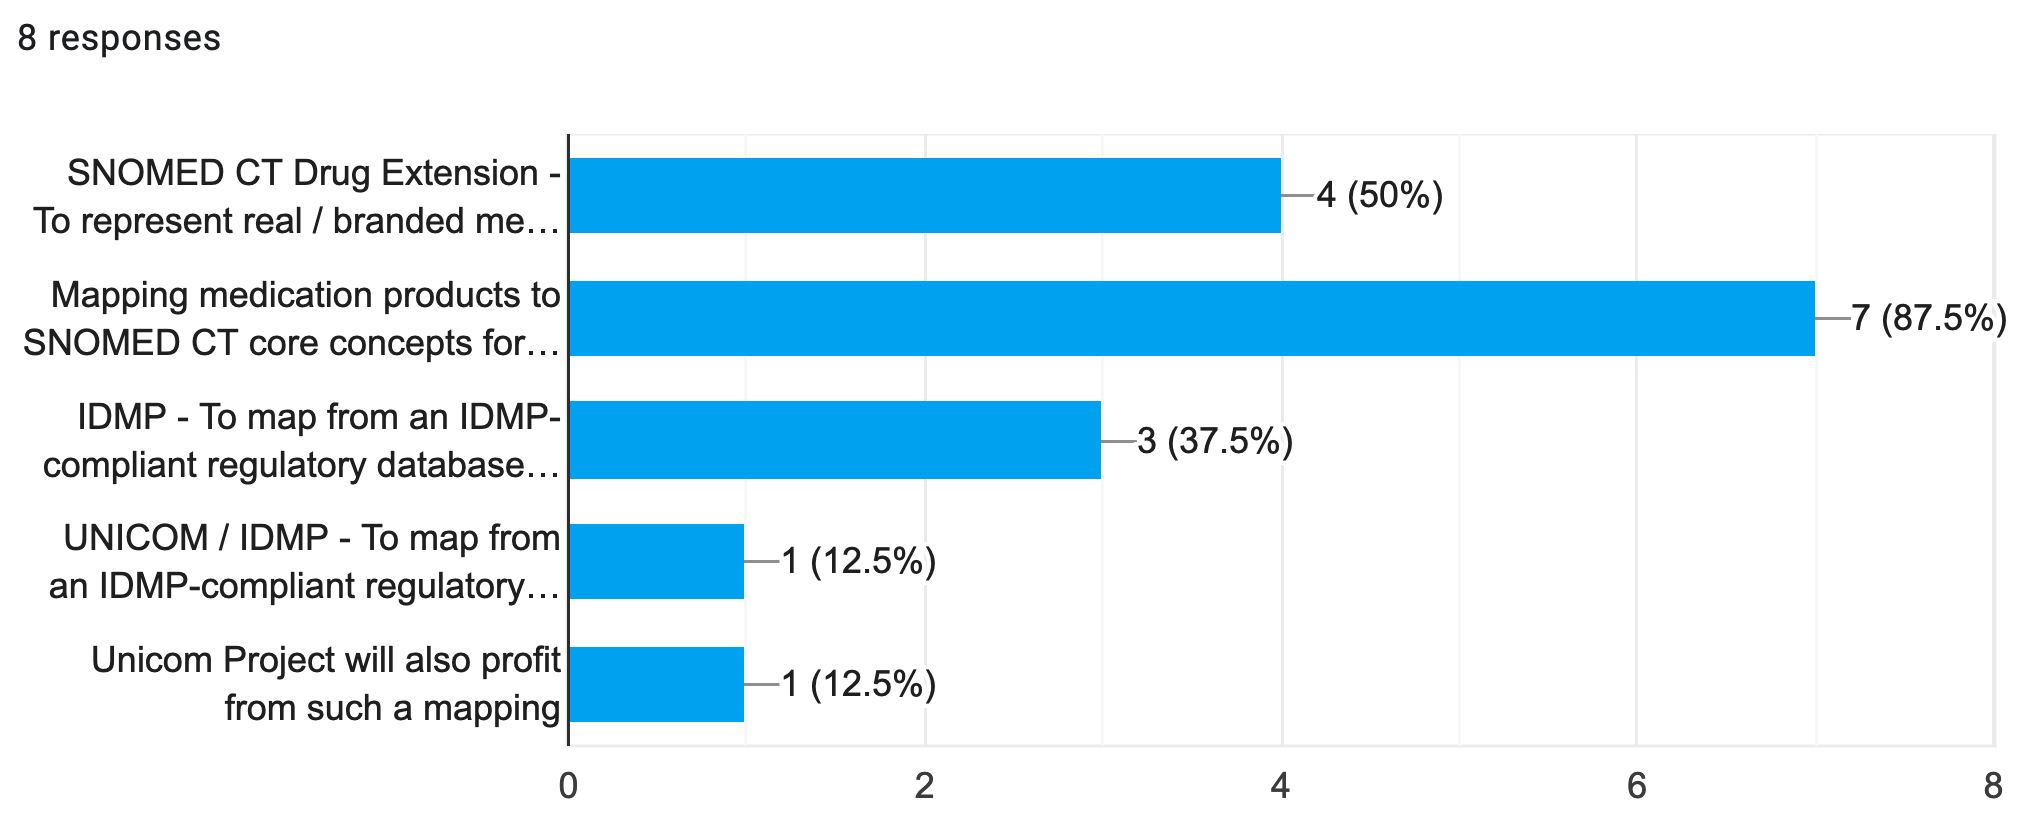 8 responses
SNOMED CT Drug Extension -
To represent real / branded me…
4 (50%)
Mapping medication products to
SNOMED CT core concepts for…
7 (87.5%)
IDMP - To map from an IDMP-
compliant regulatory database…
3 (37.5%)
UNICOM / IDMP - To map from
an IDMP-compliant regulatory…
1 (12.5%)
Unicom Project will also profit
from such a mapping
1 (12.5%)
0 2 4 6 8